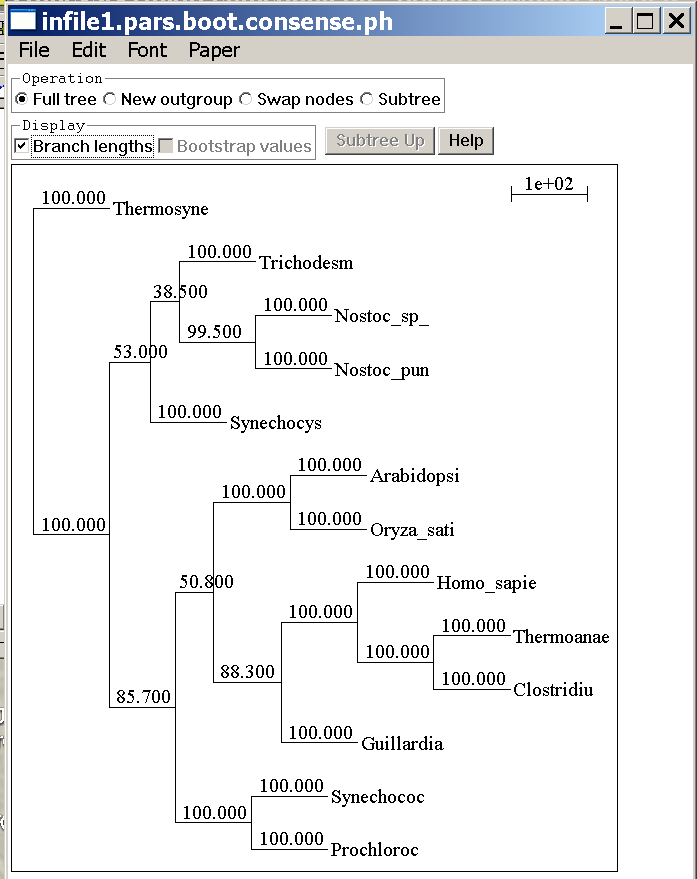 infile1.pars.boot.consense.ph
File Edit Font Paper
Operation
Full tree New outgroup Swap nodes Subtree
Display
Branch lengths Bootstrap values Subtree Up Help
1e+02
100.000 Thermosyne
100.000 Trichodesm
38.500
100.000 Nostoc_sp_
99.500
53.000
100.000 Nostoc_pun
100.000 Synechocys
100.000 Arabidopsi
100.000
100.000 Oryza_sati
100.000
50.800
100.000 Homo_sapie
100.000
100.000 Thermoanae
100.000
88.300
100.000 Clostridiu
85.700
100.000 Guillardia
100.000 Synechococ
100.000
100.000 Prochloroc